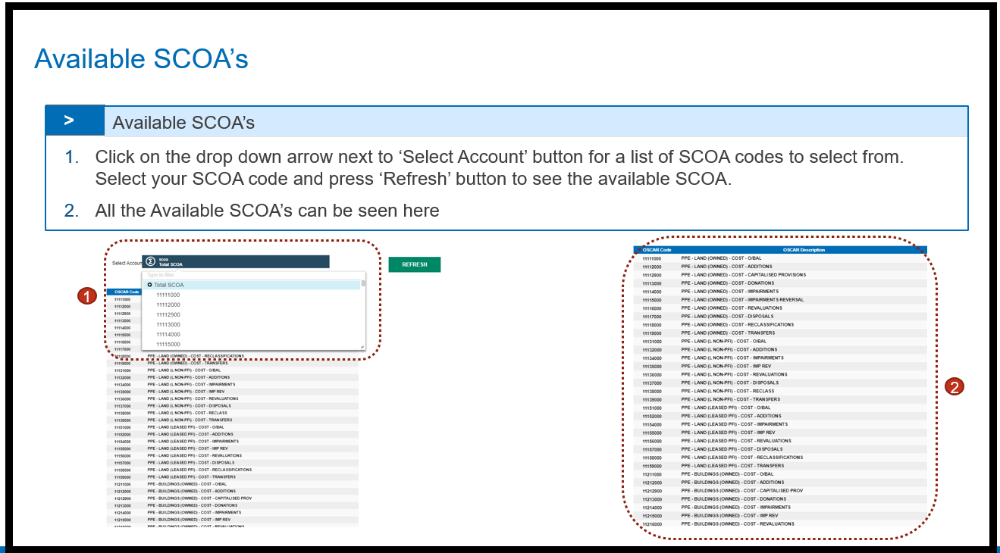 Available SCOA’s
>
Available SCOA’s
1. Click on the drop down arrow next to ‘Select Account’ button for a list of SCOA codes to select from.
Select your SCOA code and press ‘Refresh’ button to see the available SCOA.
2. All the Available SCOA’s can be seen here
1
Select Accoun
SCOA
Total SCOA
REFRESH
Type to filter
Total SCOA
11111000
11112000
11112900
11113000
11114000
11115000
OSCAR Code
11111000
11112000
11112900
11113000
11114000
11115000
11116000
11117000
11118000 PPE - LAND (OWNED) - COST - RECLASSIFICATIONS
11119000 PPE - LAND (OWNED) - COST - TRANSFERS
11131000 PPE - LAND (L NON-PFI) - COST - O/BAL
11132000 PPE - LAND (L NON-PFI) - COST - ADDITIONS
11134000 PPE - LAND (L NON-PFI) - COST - IMPAIRMENTS
11135000 PPE - LAND (L NON-PFI) - COST - IMP REV
11136000 PPE - LAND (L NON-PFI) - COST - REVALUATIONS
11137000 PPE - LAND (L NON-PFI) - COST - DISPOSALS
11138000 PPE - LAND (L NON-PFI) - COST - RECLASS
11139000 PPE - LAND (L NON-PFI) - COST - TRANSFERS
11151000 PPE - LAND (LEASED PFI) - COST - O/BAL
11152000 PPE - LAND (LEASED PFI) - COST - ADDITIONS
11154000 PPE - LAND (LEASED PFI) - COST - IMPAIRMENTS
11155000 PPE - LAND (LEASED PFI) - COST - IMP REV
11156000 PPE - LAND (LEASED PFI) - COST - REVALUATIONS
11157000 PPE - LAND (LEASED PFI) - COST - DISPOSALS
11158000 PPE - LAND (LEASED PFI) - COST - RECLASSIFICATIONS
11159000 PPE - LAND (LEASED PFI) - COST - TRANSFERS
11211000 PPE - BUILDINGS (OWNED) - COST - O/BAL
11212000 PPE - BUILDINGS (OWNED) - COST - ADDITIONS
11212900 PPE - BUILDINGS (OWNED) - COST - CAPITALISED PROV
11213000 PPE - BUILDINGS (OWNED) - COST - DONATIONS
11214000 PPE - BUILDINGS (OWNED) - COST - IMPAIRMENTS
11215000 PPE - BUILDINGS (OWNED) - COST - IMP REV
11216000 PPE - BUILDINGS (OWNED) - COST - REVALUATIONS
OSCAR Code OSCAR Description
11111000 PPE - LAND (OWNED) - COST - O/BAL
11112000 PPE - LAND (OWNED) - COST - ADDITIONS
11112900 PPE - LAND (OWNED) - COST - CAPITALISED PROVISIONS
11113000 PPE - LAND (OWNED) - COST - DONATIONS
11114000 PPE - LAND (OWNED) - COST - IMPAIRMENTS
11115000 PPE - LAND (OWNED) - COST - IMPAIRMENTS REVERSAL
11116000 PPE - LAND (OWNED) - COST - REVALUATIONS
11117000 PPE - LAND (OWNED) - COST - DISPOSALS
11118000 PPE - LAND (OWNED) - COST - RECLASSIFICATIONS
11119000 PPE - LAND (OWNED) - COST - TRANSFERS
11131000 PPE - LAND (L NON-PFI) - COST - O/BAL
11132000 PPE - LAND (L NON-PFI) - COST - ADDITIONS
11134000 PPE - LAND (L NON-PFI) - COST - IMPAIRMENTS
11135000 PPE - LAND (L NON-PFI) - COST - IMP REV
11136000 PPE - LAND (L NON-PFI) - COST - REVALUATIONS
11137000 PPE - LAND (L NON-PFI) - COST - DISPOSALS
11138000 PPE - LAND (L NON-PFI) - COST - RECLASS
11139000 PPE - LAND (L NON-PFI) - COST - TRANSFERS
11151000 PPE - LAND (LEASED PFI) - COST - O/BAL
11152000 PPE - LAND (LEASED PFI) - COST - ADDITIONS
11154000 PPE - LAND (LEASED PFI) - COST - IMPAIRMENTS
11155000 PPE - LAND (LEASED PFI) - COST - IMP REV
11156000 PPE - LAND (LEASED PFI) - COST - REVALUATIONS
11157000 PPE - LAND (LEASED PFI) - COST - DISPOSALS
11158000 PPE - LAND (LEASED PFI) - COST - RECLASSIFICATIONS
11159000 PPE - LAND (LEASED PFI) - COST - TRANSFERS
11211000 PPE - BUILDINGS (OWNED) - COST - O/BAL
11212000 PPE - BUILDINGS (OWNED) - COST - ADDITIONS
11212900 PPE - BUILDINGS (OWNED) - COST - CAPITALISED PROV
11213000 PPE - BUILDINGS (OWNED) - COST - DONATIONS
11214000 PPE - BUILDINGS (OWNED) - COST - IMPAIRMENTS
11215000 PPE - BUILDINGS (OWNED) - COST - IMP REV
11216000 PPE - BUILDINGS (OWNED) - COST - REVALUATIONS
2